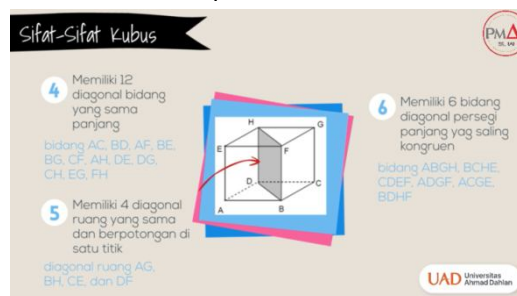 Sifat-Sifat Kubus
PMA
4
Memiliki 12
diagonal bidang
yang sama
panjang
bidang AC, BD, AF, BE,
BG, CF, AH, DE, DG,
CH, EG, FH
5
Memiliki 4 diagonal
ruang yang sama
dan berpotongan di
satu titik
diagonal ruang AG,
BH, CE, dan DF
H
G
E
F
D
C
A
B
6
Memiliki 6 bidang
diagonal persegi
panjang yag saling
kongruen
bidang ABGH, BCHE,
CDEF, ADGF, ACGE,
BDHF
UAD Universitas
Ahmad Dahlan